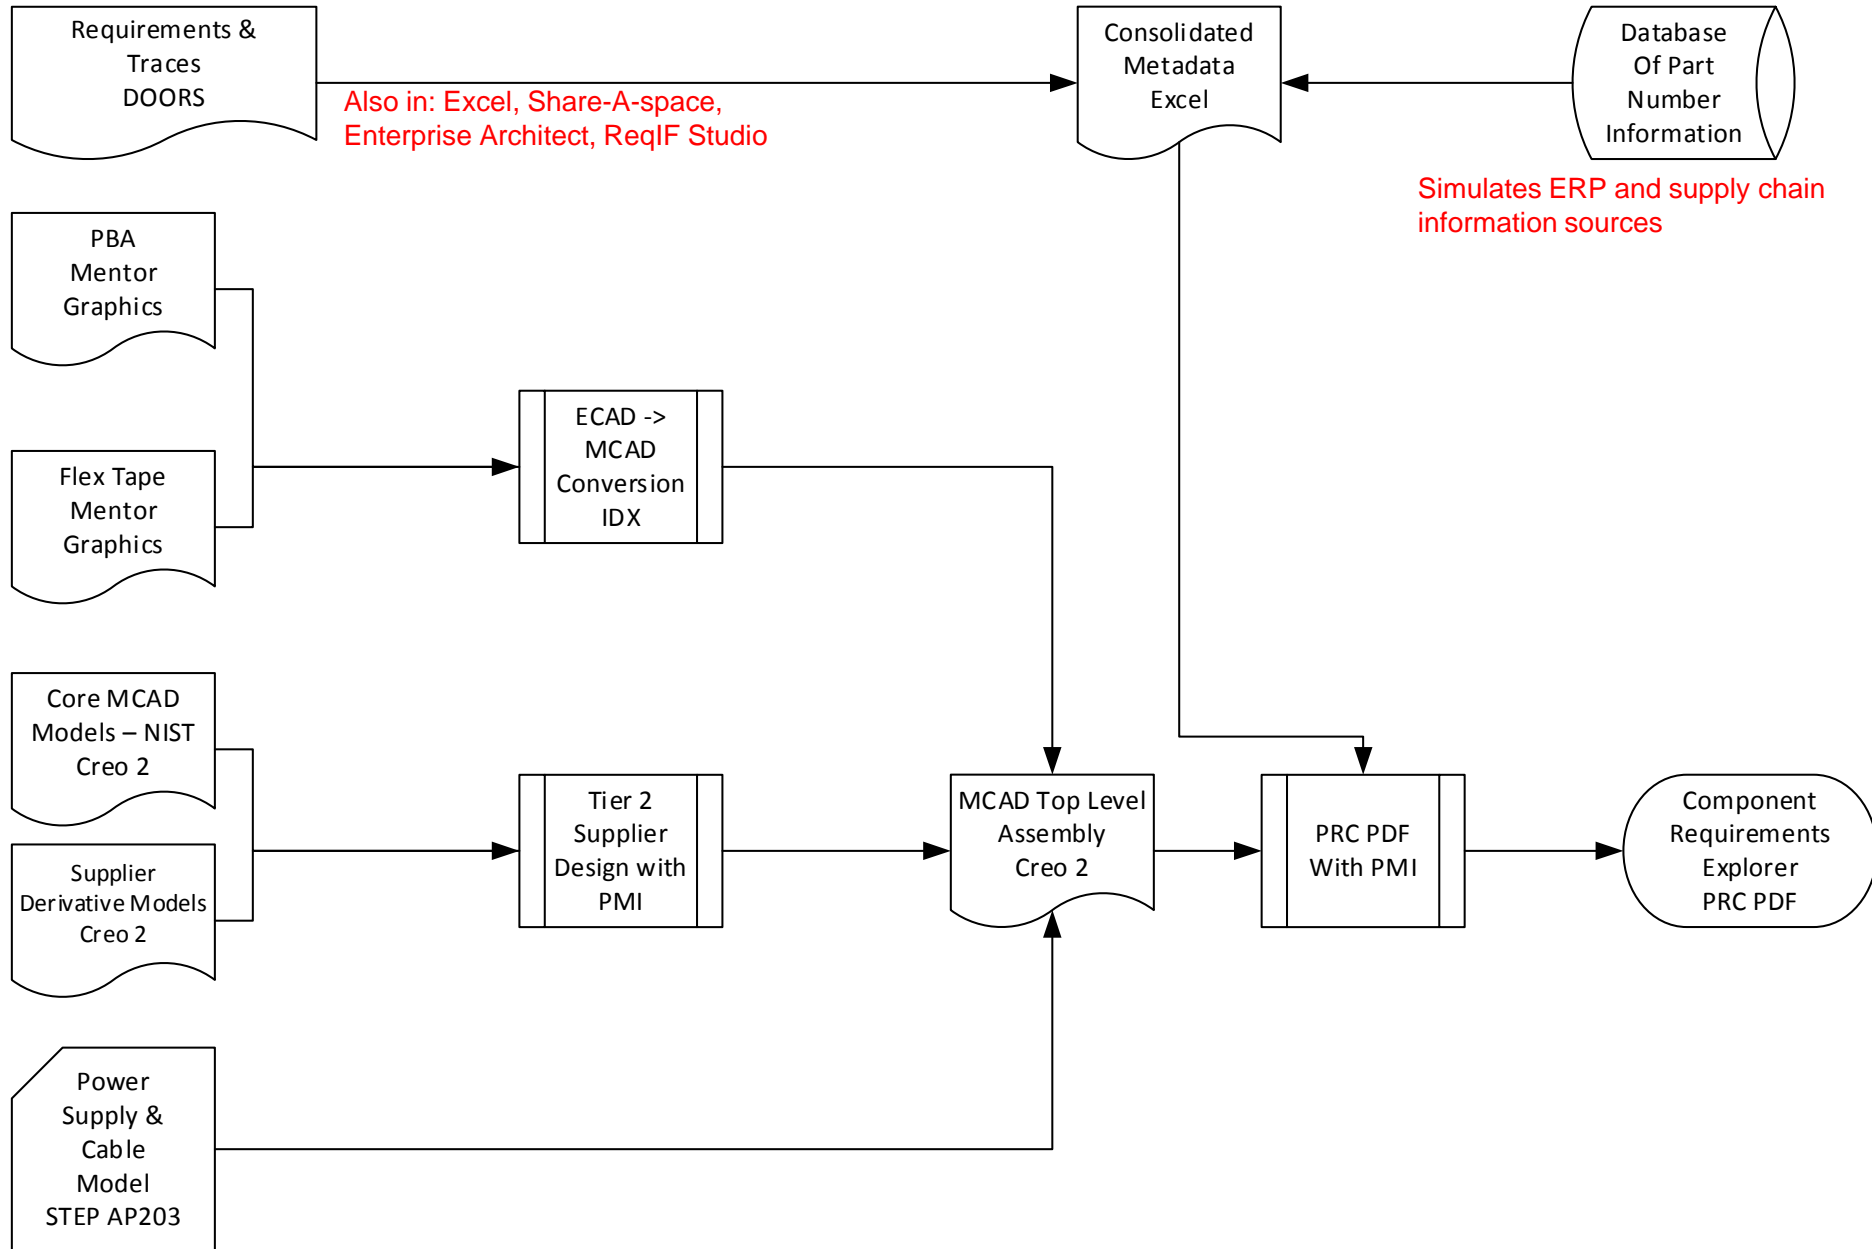 Requirements &
Traces
DOORS
Also in: Excel, Share-A-space,
Enterprise Architect, ReqIF Studio
Consolidated
Metadata
Excel
Database
Of Part
Number
Information
Simulates ERP and supply chain
information sources
PBA
Mentor
Graphics
Flex Tape
Mentor
Graphics
ECAD ->
MCAD
Conversion
IDX
Core MCAD
Models – NIST
Creo 2
Supplier
Derivative Models
Creo 2
Tier 2
Supplier
Design with
PMI
MCAD Top Level
Assembly
Creo 2
PRC PDF
With PMI
Component
Requirements
Explorer
PRC PDF
Power
Supply &
Cable
Model
STEP AP203